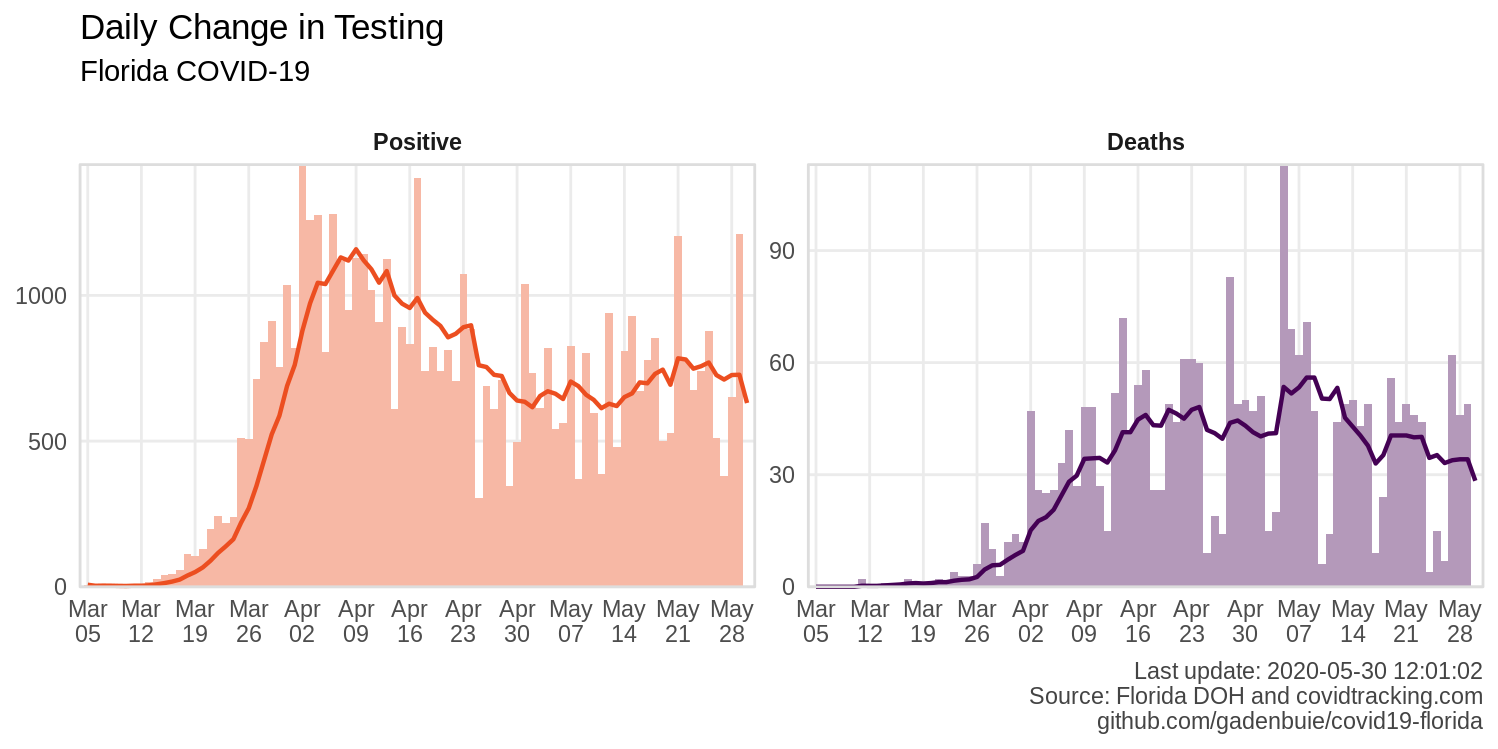 Daily Change in Testing
Florida COVID-19
Positive
Deaths
1000
500
0
90
60
30
0
Mar Mar Mar Mar Apr Apr Apr Apr Apr May May May May
05 12 19 26 02 09 16 23 30 07 14 21 28
Mar Mar Mar Mar Apr Apr Apr Apr Apr May May May May
05 12 19 26 02 09 16 23 30 07 14 21 28
Last update: 2020-05-30 12:01:02
Source: Florida DOH and covidtracking.com
github.com/gadenbuie/covid19-florida